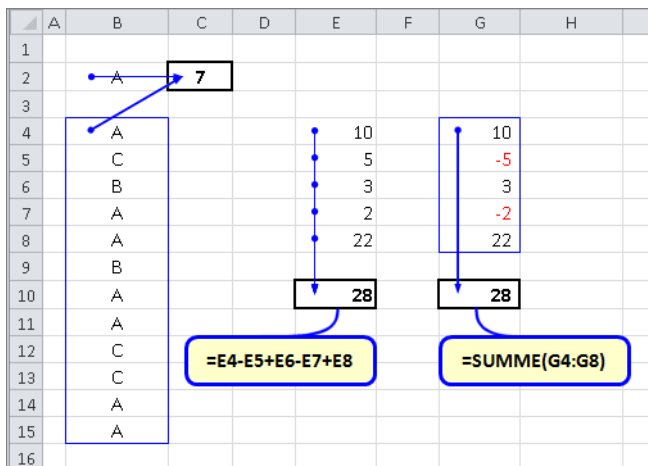 A B C D E F G H
1
2 A 7
3
4 A 10 10
5 C 5 -5
6 B 3 3
7 A 2 -2
8 A 22 22
9 B
10 A 28 28
11 A
12 C =E4-E5+E6-E7+E8 =SUMME(G4:G8)
13 C
14 A
15 A
16